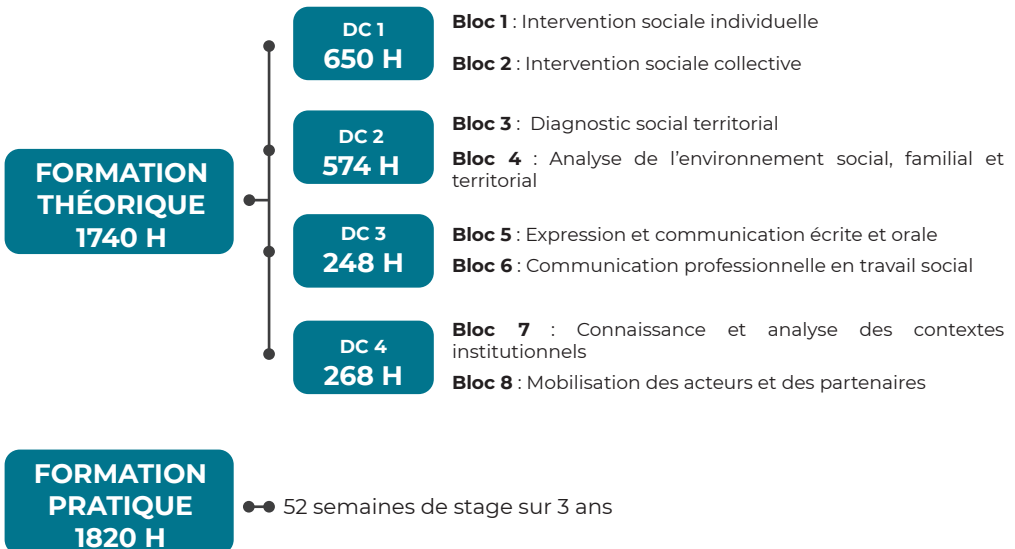 FORMATION
THÉORIQUE
1740 H
DC 1
650 H
Bloc 1 : Intervention sociale individuelle
Bloc 2 : Intervention sociale collective
DC 2
574 H
Bloc 3 : Diagnostic social territorial
Bloc 4 : Analyse de l’environnement social, familial et
territorial
DC 3
248 H
Bloc 5 : Expression et communication écrite et orale
Bloc 6 : Communication professionnelle en travail social
DC 4
268 H
Bloc 7 : Connaissance et analyse des contextes
institutionnels
Bloc 8 : Mobilisation des acteurs et des partenaires
FORMATION
PRATIQUE
1820 H
52 semaines de stage sur 3 ans